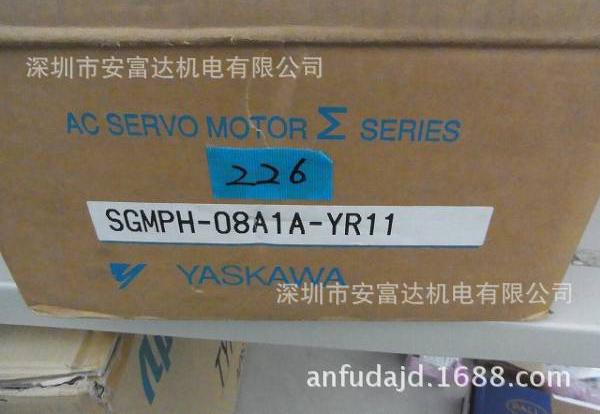 深圳市安富达机电有限公司
AC SERVO MOTOR Σ SERIES
226
SGMPH-08A1A-YR11
YASKAWA
深圳市安富达机电有限公司
anfudajd.1688.com